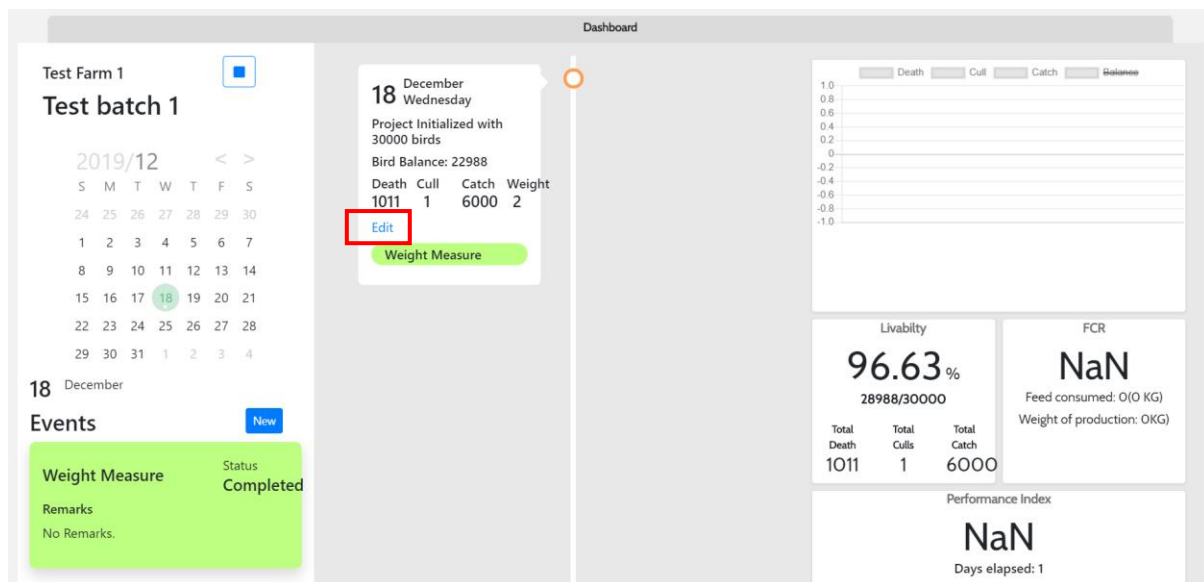 Dashboard
Test Farm 1
Test batch 1
2019/12 < >
S M T W T F S
24 25 26 27 28 29 30
1 2 3 4 5 6 7
8 9 10 11 12 13 14
15 16 17 18 19 20 21
22 23 24 25 26 27 28
29 30 31 1 2 3 4
18 December
Events New
Weight Measure
Status
Completed
Remarks
No Remarks.
18 December
Wednesday
Project Initialized with
30000 birds
Bird Balance: 22988
Death Cull Catch Weight
1011 1 6000 2
Edit
Weight Measure
Death Cull Catch Balance
1.0
0.8
0.6
0.4
0.2
0
-0.2
-0.4
-0.6
-0.8
-1.0
Livabilty
96.63 %
28988/30000
Total Total Total
Death Culls Catch
1011 1 6000
FCR
NaN
Feed consumed: 0(0 KG)
Weight of production: 0KG)
Performance Index
NaN
Days elapsed: 1